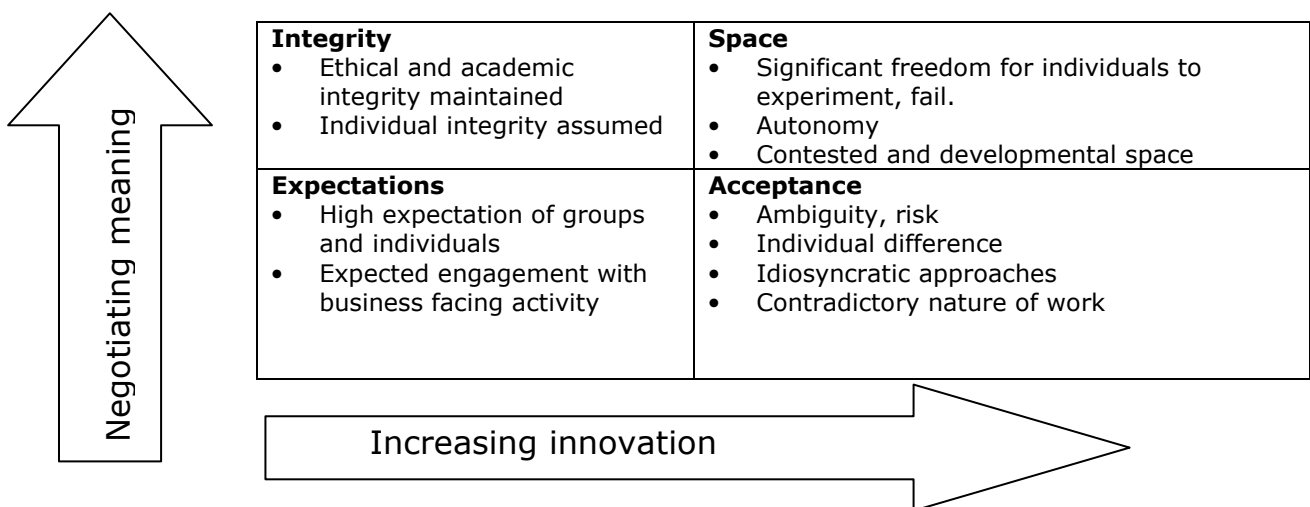 Negotiating meaning
Integrity
• Ethical and academic
integrity maintained
• Individual integrity assumed
Space
• Significant freedom for individuals to
experiment, fail.
• Autonomy
• Contested and developmental space
Expectations
• High expectation of groups
and individuals
• Expected engagement with
business facing activity
Acceptance
• Ambiguity, risk
• Individual difference
• Idiosyncratic approaches
• Contradictory nature of work
Increasing innovation